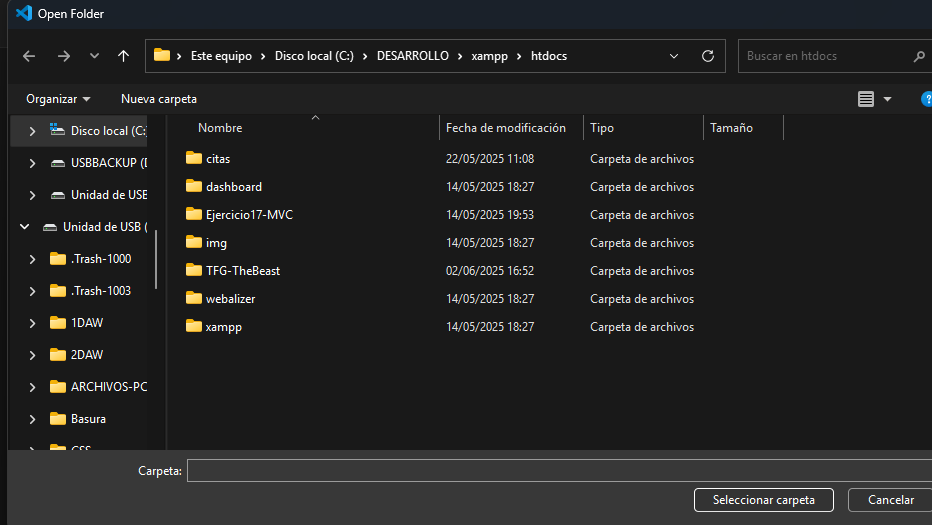 Open Folder
Este equipo > Disco local (C:) > DESARROLLO > xampp > htdocs
Buscar en htdocs
Organizar
Nueva carpeta
?
Nombre
Fecha de modificación
Tipo
Tamaño
Disco local (C:
USBBACKUP (
Unidad de USB
Unidad de USB (
.Trash-1000
.Trash-1003
1DAW
2DAW
ARCHIVOS-PC
Basura
CSS
citas 22/05/2025 11:08 Carpeta de archivos
dashboard 14/05/2025 18:27 Carpeta de archivos
Ejercicio17-MVC 14/05/2025 19:53 Carpeta de archivos
img 14/05/2025 18:27 Carpeta de archivos
TFG-TheBeast 02/06/2025 16:52 Carpeta de archivos
webalizer 14/05/2025 18:27 Carpeta de archivos
xampp 14/05/2025 18:27 Carpeta de archivos
Carpeta:
Seleccionar carpeta
Cancelar